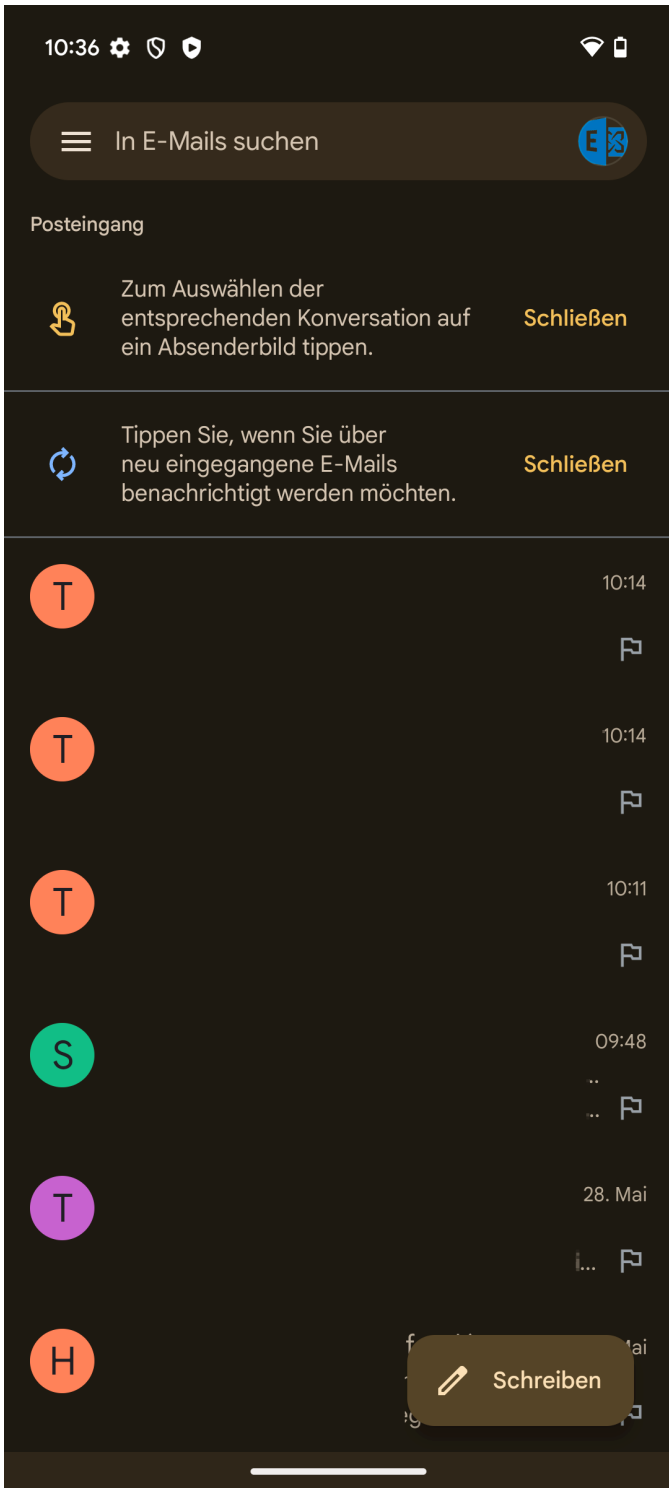 10:36
In E-Mails suchen
E
Posteingang
Zum Auswählen der
entsprechenden Konversation auf
ein Absenderbild tippen.
Schließen
Tippen Sie, wenn Sie über
neu eingegangene E-Mails
benachrichtigt werden möchten.
Schließen
T
10:14
T
10:14
T
10:11
S
09:48
..
..
T
28. Mai
i...
H
Schreiben